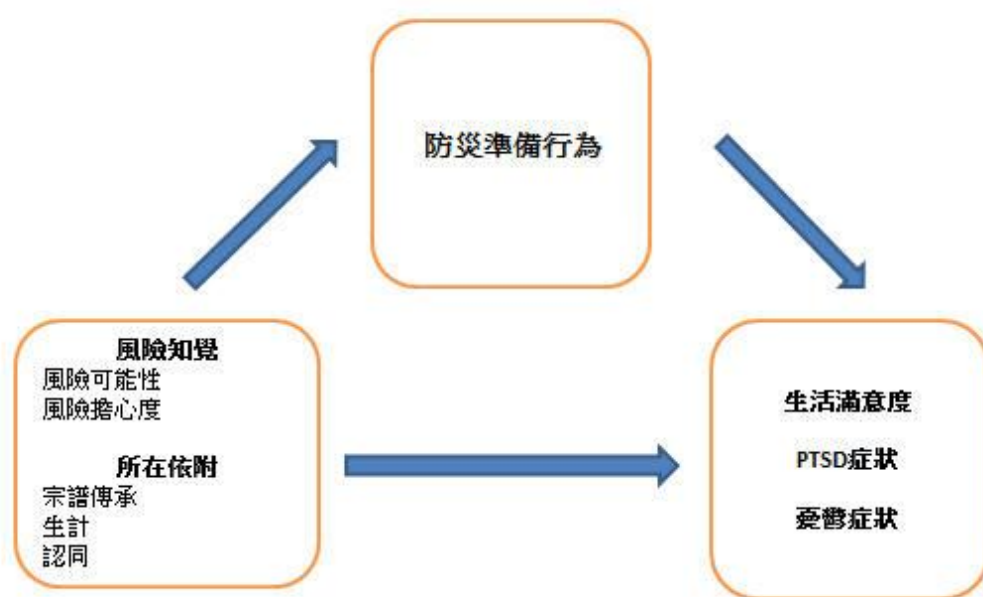 防災準備行為
風險知覺
風險可能性
風險擔心度
所在依附
宗譜傳承
生計
認同
生活滿意度
PTSD症狀
憂鬱症狀